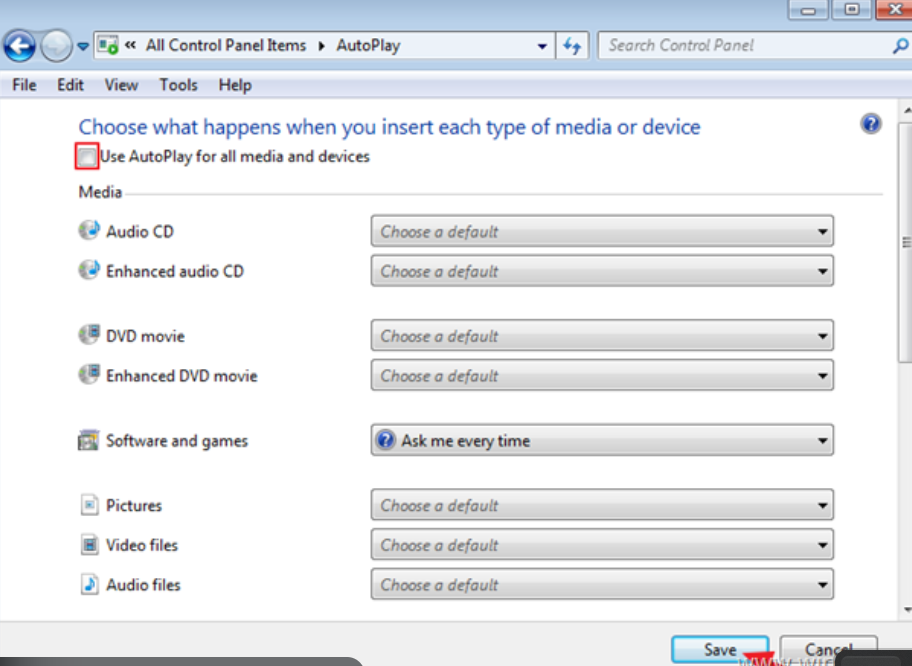 « All Control Panel Items ▸ AutoPlay
Search Control Panel
File Edit View Tools Help
Choose what happens when you insert each type of media or device
Use AutoPlay for all media and devices
Media
Audio CD Choose a default
Enhanced audio CD Choose a default
DVD movie Choose a default
Enhanced DVD movie Choose a default
Software and games Ask me every time
Pictures Choose a default
Video files Choose a default
Audio files Choose a default
Save Cancel